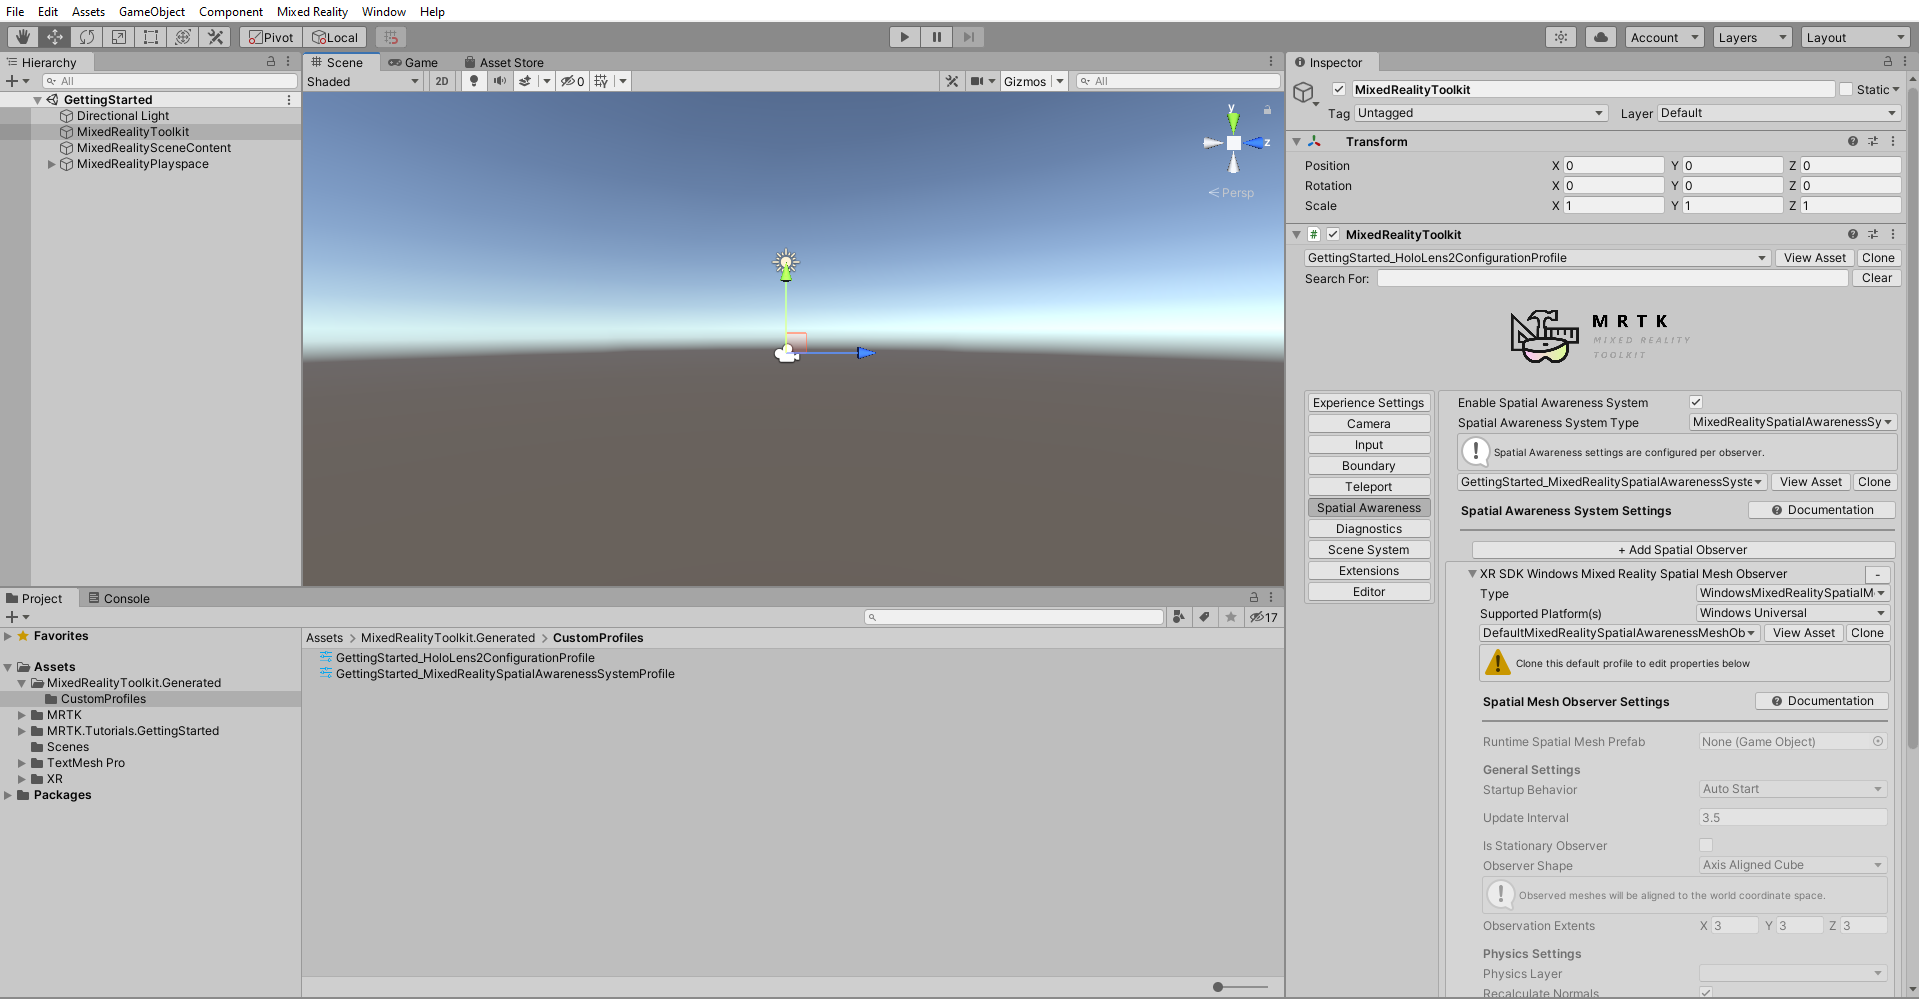 File Edit Assets GameObject Component Mixed Reality Window Help
Pivot Local
Account Layers Layout
Hierarchy
All
GettingStarted
Directional Light
MixedRealityToolkit
MixedRealitySceneContent
MixedRealityPlayspace
Scene Game Asset Store
Shaded 2D 0 Gizmos All
y
z
Persp
Project Console
17
Favorites
Assets
MixedRealityToolkit.Generated
CustomProfiles
MRTK
MRTK.Tutorials.GettingStarted
Scenes
TextMesh Pro
XR
Packages
Assets > MixedRealityToolkit.Generated > CustomProfiles
GettingStarted_HoloLens2ConfigurationProfile
GettingStarted_MixedRealitySpatialAwarenessSystemProfile
Inspector
MixedRealityToolkit Static
Tag Untagged Layer Default
Transform
Position X 0 Y 0 Z 0
Rotation X 0 Y 0 Z 0
Scale X 1 Y 1 Z 1
# MixedRealityToolkit
GettingStarted_HoloLens2ConfigurationProfile View Asset Clone
Search For: Clear
MRTK
MIXED REALITY
TOOLKIT
Experience Settings
Camera
Input
Boundary
Teleport
Spatial Awareness
Diagnostics
Scene System
Extensions
Editor
Enable Spatial Awareness System
Spatial Awareness System Type MixedRealitySpatialAwarenessSy
Spatial Awareness settings are configured per observer.
GettingStarted_MixedRealitySpatialAwarenessSyste View Asset Clone
Spatial Awareness System Settings Documentation
+ Add Spatial Observer
XR SDK Windows Mixed Reality Spatial Mesh Observer -
Type WindowsMixedRealitySpatialM
Supported Platform(s) Windows Universal
DefaultMixedRealitySpatialAwarenessMeshOb View Asset Clone
Clone this default profile to edit properties below
Spatial Mesh Observer Settings Documentation
Runtime Spatial Mesh Prefab None (Game Object)
General Settings
Startup Behavior Auto Start
Update Interval 3.5
Is Stationary Observer
Observer Shape Axis Aligned Cube
Observed meshes will be aligned to the world coordinate space.
Observation Extents X 3 Y 3 Z 3
Physics Settings
Physics Layer
Recalculate Normals